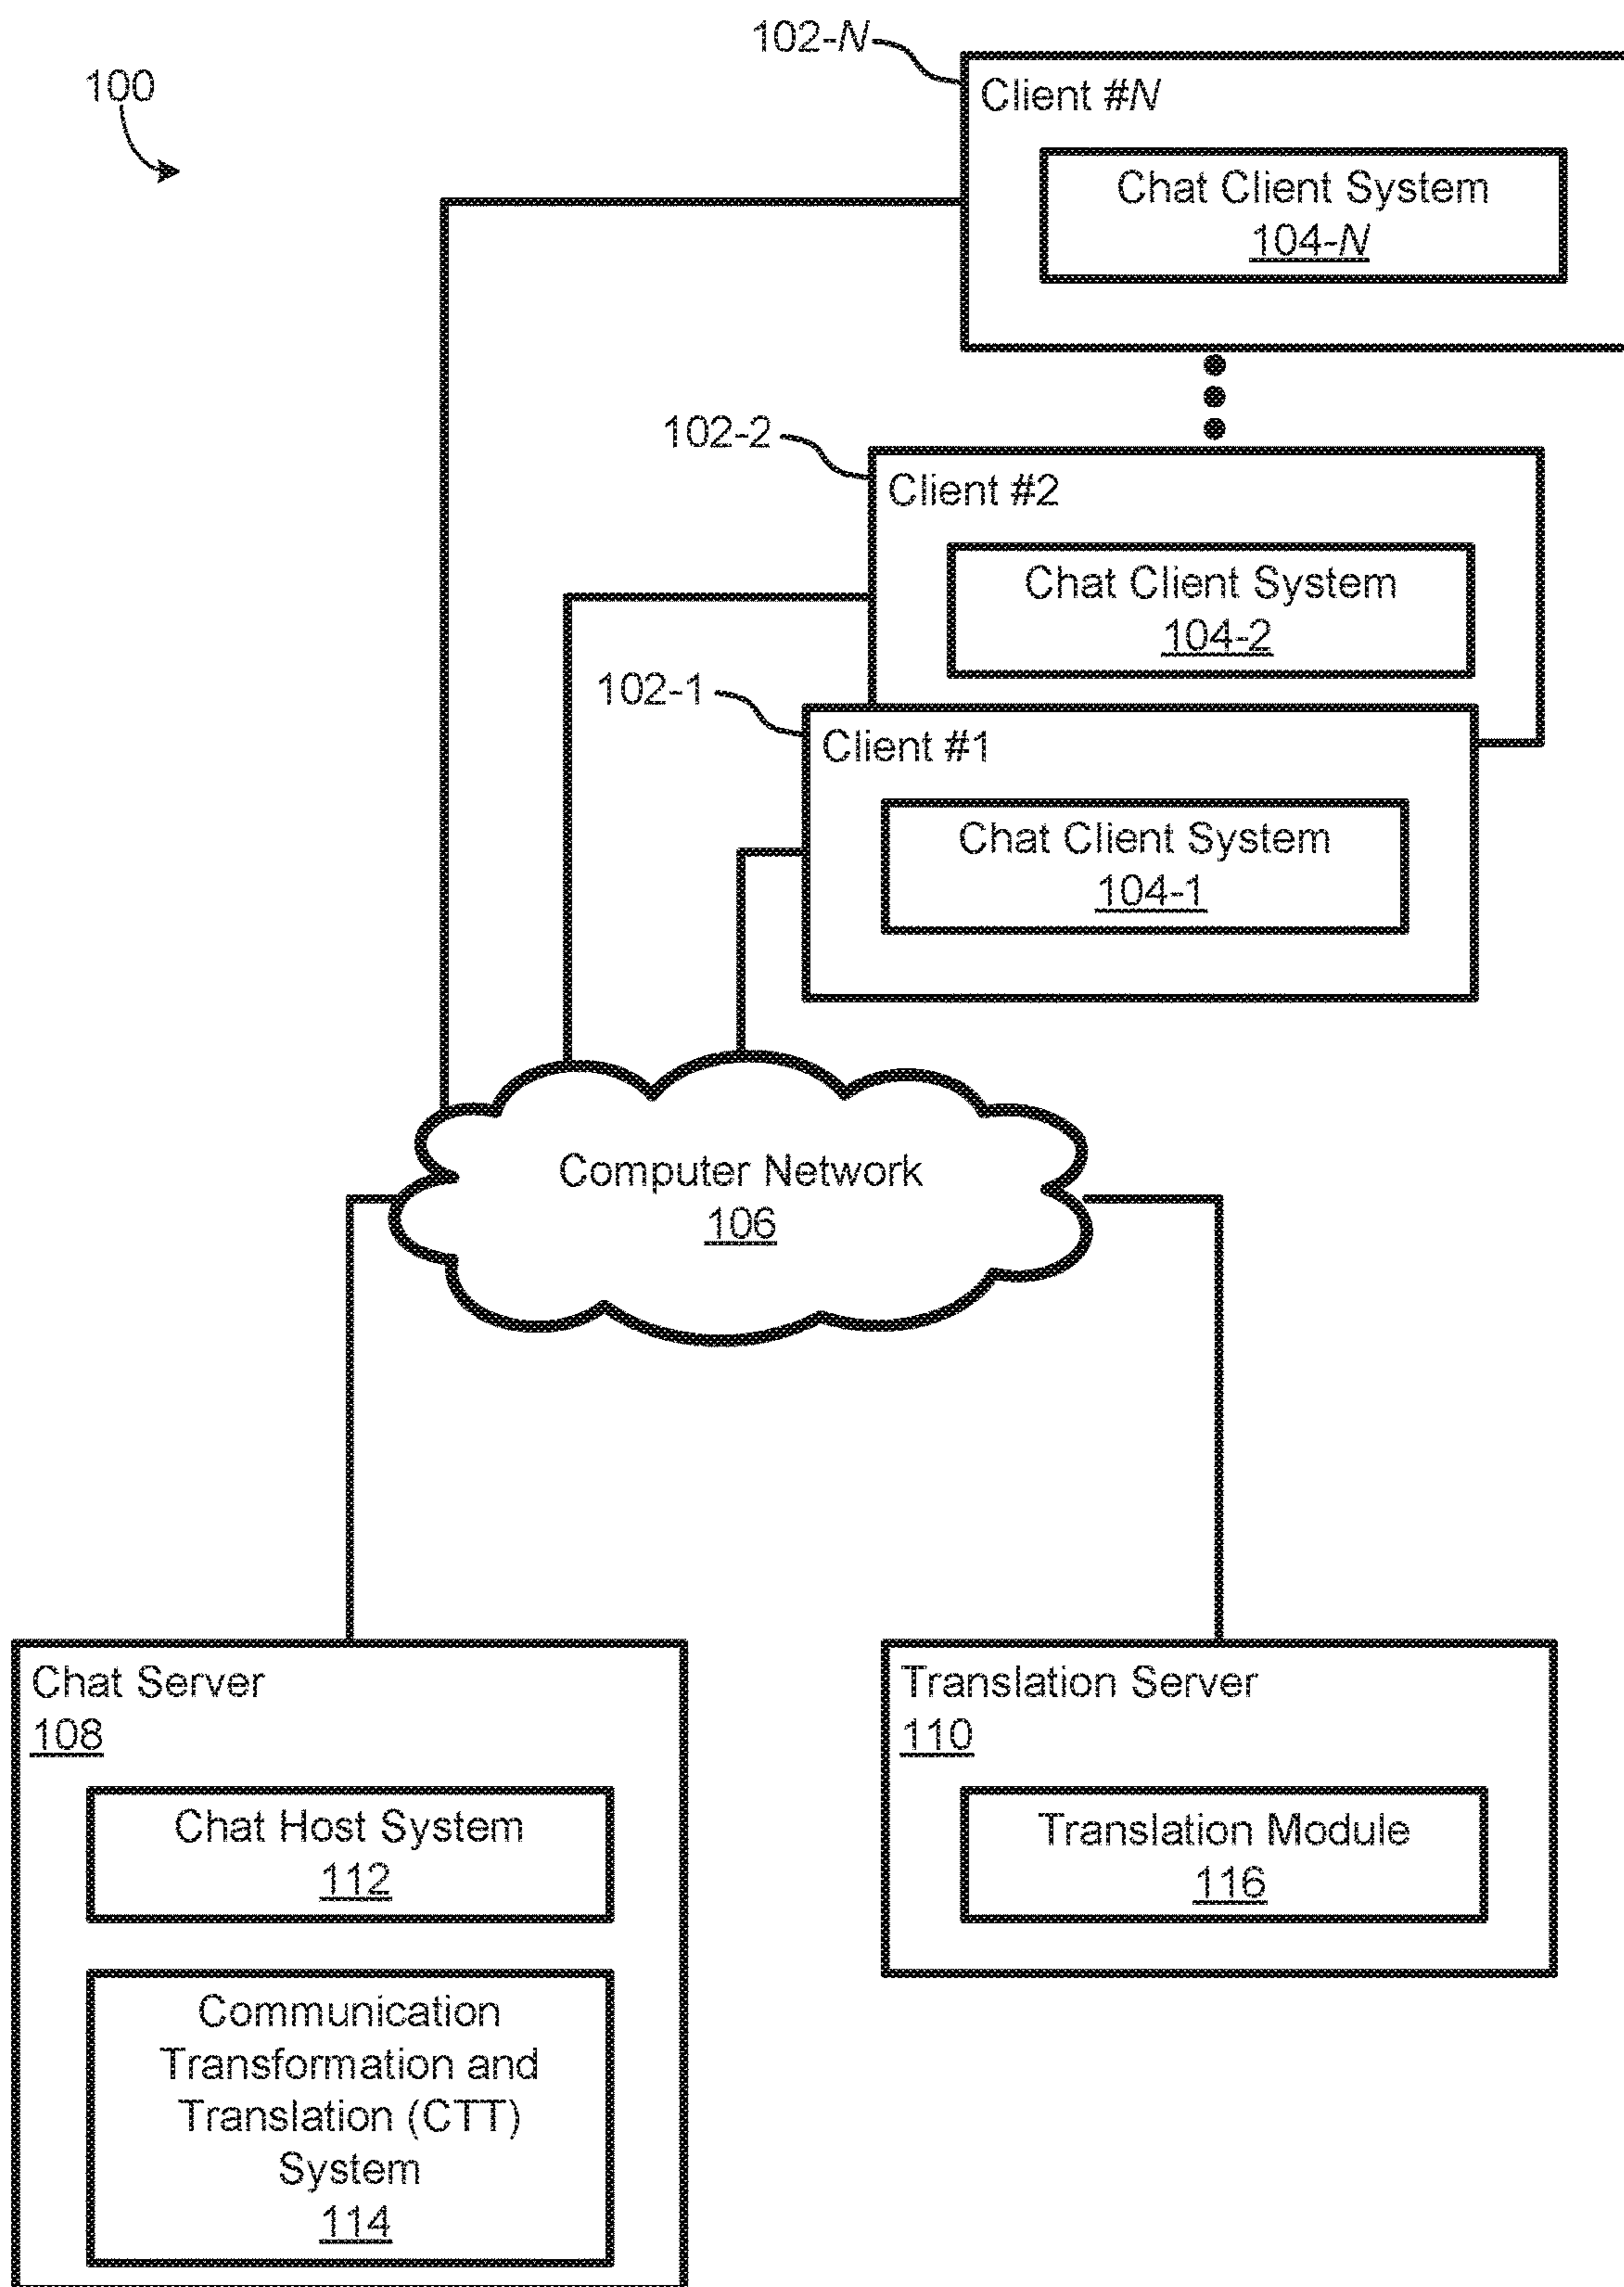 102-N
100
Client #N
Chat Client System
104-N
102-2
Client #2
Chat Client System
104-2
102-1
Client #1
Chat Client System
104-1
Computer Network
106
Chat Server
108
Chat Host System
112
Communication
Transformation and
Translation (CTT)
System
114
Translation Server
110
Translation Module
116